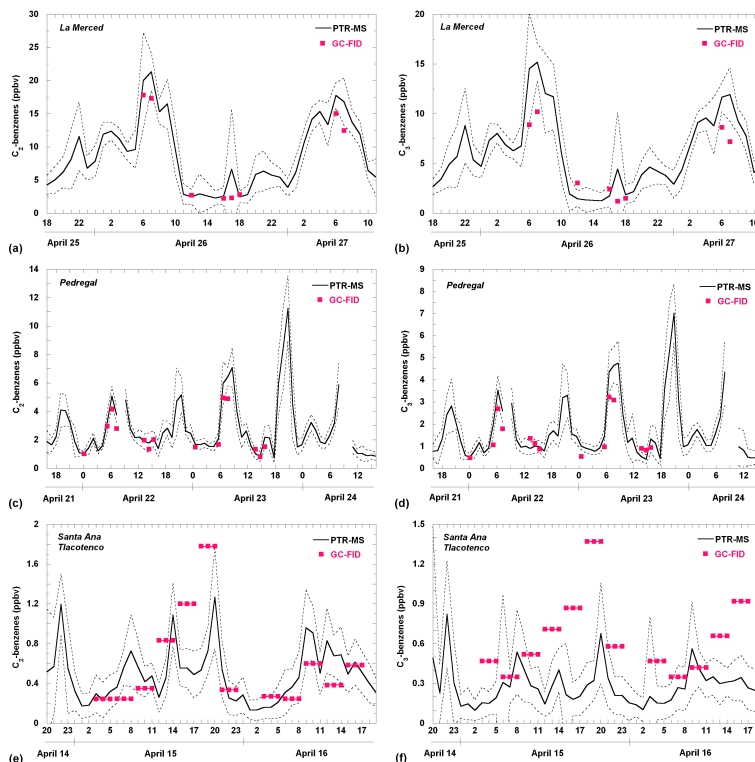 La Merced
PTR-MS
GC-FID
C2-benzenes (ppbv)
30
25
20
15
10
5
0
18 22 2 6 10 14 18 22 2 6 10
April 25 April 26 April 27
(a)
La Merced
PTR-MS
GC-FID
C3-benzenes (ppbv)
20
15
10
5
0
18 22 2 6 10 14 18 22 2 6 10
April 25 April 26 April 27
(b)
Pedregal
PTR-MS
GC-FID
C2-benzenes (ppbv)
14
12
10
8
6
4
2
0
18 0 6 12 18 0 6 12 18 0 6 12
April 21 April 22 April 23 April 24
(c)
Pedregal
PTR-MS
GC-FID
C3-benzenes (ppbv)
9
8
7
6
5
4
3
2
1
0
18 0 6 12 18 0 6 12 18 0 6 12
April 21 April 22 April 23 April 24
(d)
Santa Ana
Tlacotenco
PTR-MS
GC-FID
C2-benzenes (ppbv)
2
1.6
1.2
0.8
0.4
0
20 23 2 5 8 11 14 17 20 23 2 5 8 11 14 17
April 14 April 15 April 16
(e)
Santa Ana
Tlacotenco
PTR-MS
GC-FID
C3-benzenes (ppbv)
1.5
1.2
0.9
0.6
0.3
0
20 23 2 5 8 11 14 17 20 23 2 5 8 11 14 17
April 14 April 15 April 16
(f)